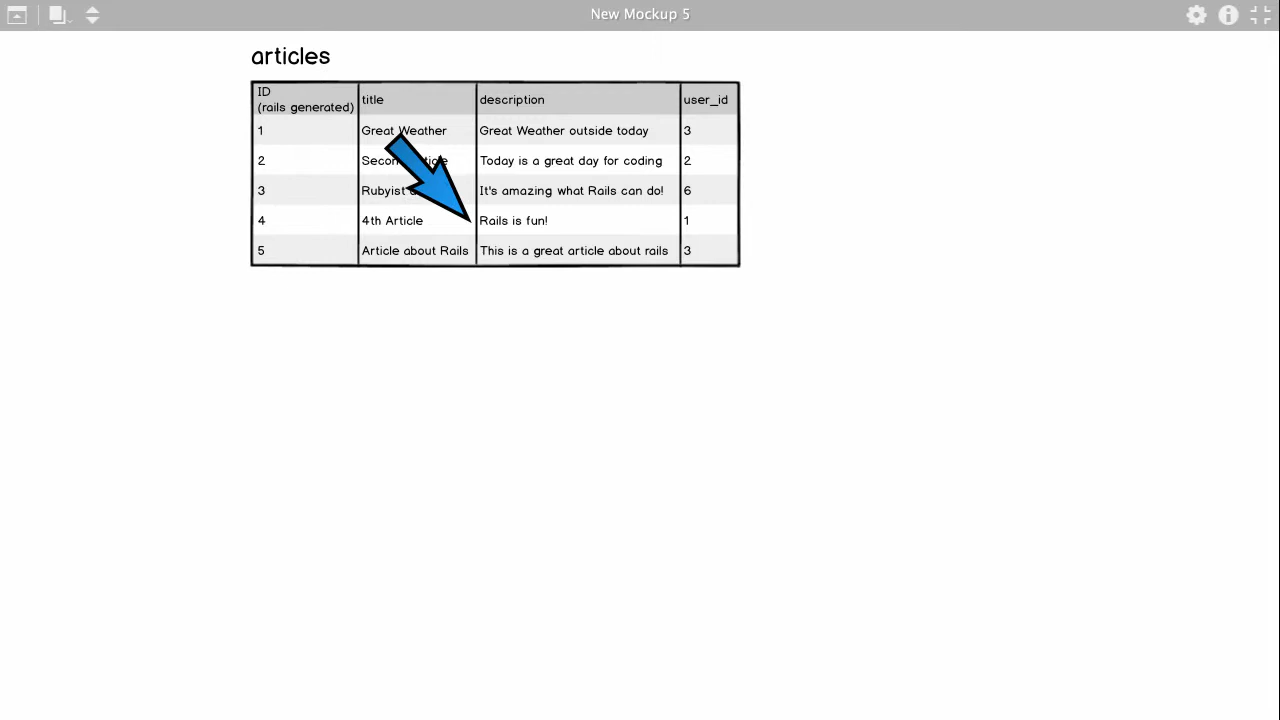 New Mockup 5
articles
ID
(rails generated) title description user_id
1 Great Weather Great Weather outside today 3
2 Today is a great day for coding 2
3 Rubyist It's amazing what Rails can do! 6
4 4th Article Rails is fun! 1
5 Article about Rails This is a great article about rails 3